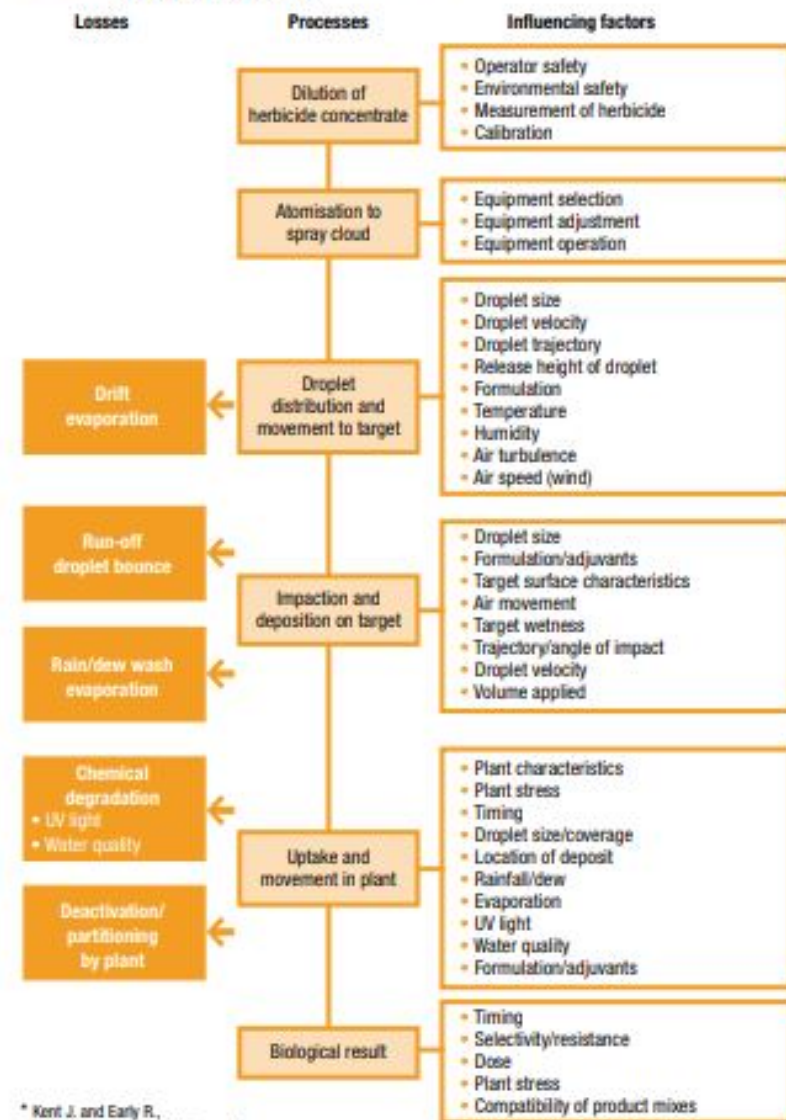 Losses
Processes
Influencing factors
Dilution of
herbicide concentrate
• Operator safety
• Environmental safety
• Measurement of herbicide
• Calibration
Atomisation to
spray cloud
• Equipment selection
• Equipment adjustment
• Equipment operation
Drift
evaporation
Droplet
distribution and
movement to target
• Droplet size
• Droplet velocity
• Droplet trajectory
• Release height of droplet
• Formulation
• Temperature
• Humidity
• Air turbulence
• Air speed (wind)
Run-off
droplet bounce
Rain/dew wash
evaporation
Impaction and
deposition on target
• Droplet size
• Formulation/adjuvants
• Target surface characteristics
• Air movement
• Target wetness
• Trajectory/angle of impact
• Droplet velocity
• Volume applied
Chemical
degradation
• UV light
• Water quality
Deactivation/
partitioning
by plant
Uptake and
movement in plant
• Plant characteristics
• Plant stress
• Timing
• Droplet size/coverage
• Location of deposit
• Rainfall/dew
• Evaporation
• UV light
• Water quality
• Formulation/adjuvants
Biological result
• Timing
• Selectivity/resistance
• Dose
• Plant stress
• Compatibility of product mixes
* Kent J. and Early R.,